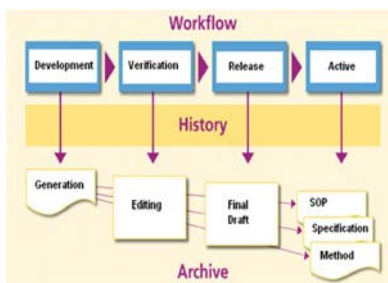 Workflow
Development Verification Release Active
History
Generation
Editing
Final
Draft
SOP
Specification
Method
Archive